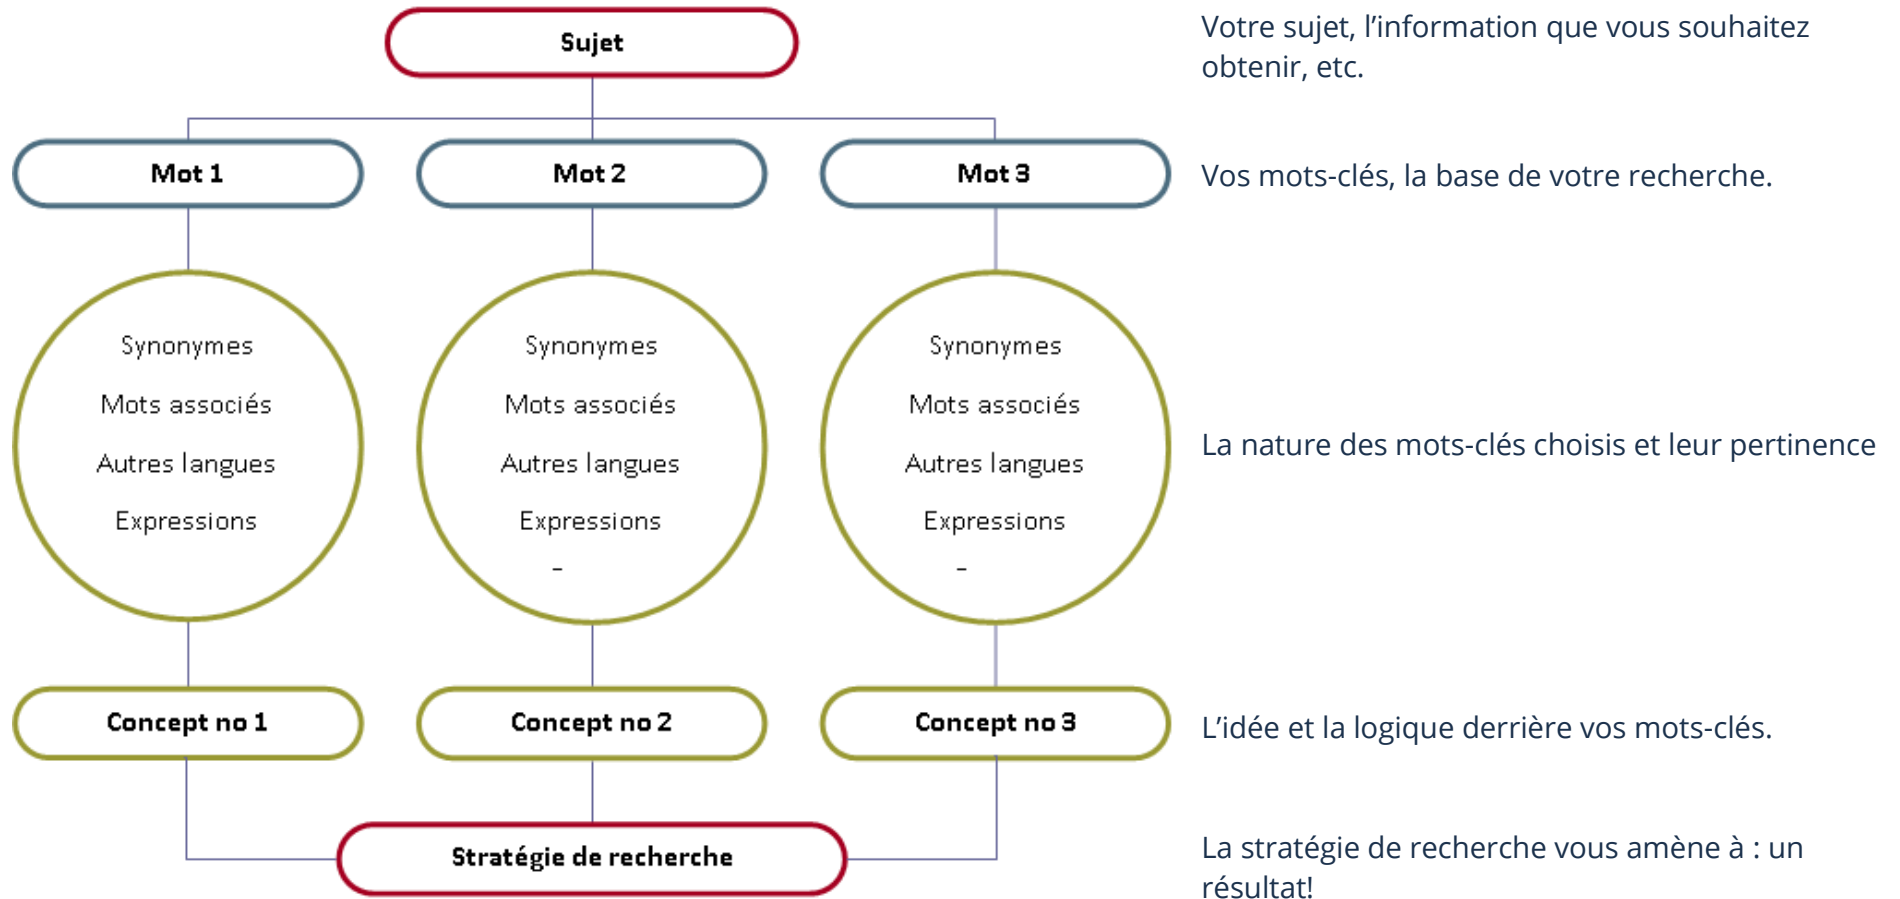 Sujet
Votre sujet, l’information que vous souhaitez
obtenir, etc.
Mot 1
Mot 2
Mot 3
Vos mots-clés, la base de votre recherche.
Synonymes
Mots associés
Autres langues
Expressions
Synonymes
Mots associés
Autres langues
Expressions
–
Synonymes
Mots associés
Autres langues
Expressions
–
La nature des mots-clés choisis et leur pertinence
Concept no 1
Concept no 2
Concept no 3
L’idée et la logique derrière vos mots-clés.
Stratégie de recherche
La stratégie de recherche vous amène à : un
résultat!